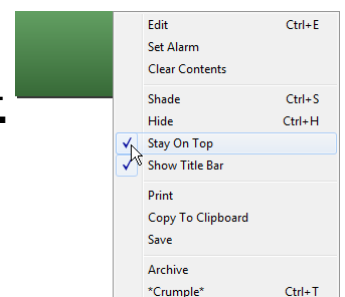 Edit Ctrl+E
Set Alarm
Clear Contents
Shade Ctrl+S
Hide Ctrl+H
Stay On Top
Show Title Bar
Print
Copy To Clipboard
Save
Archive
*Crumple* Ctrl+T